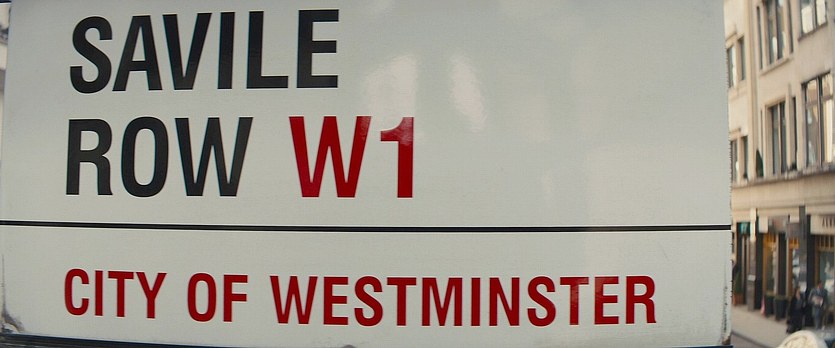 SAVILE
ROW W1
CITY OF WESTMINSTER